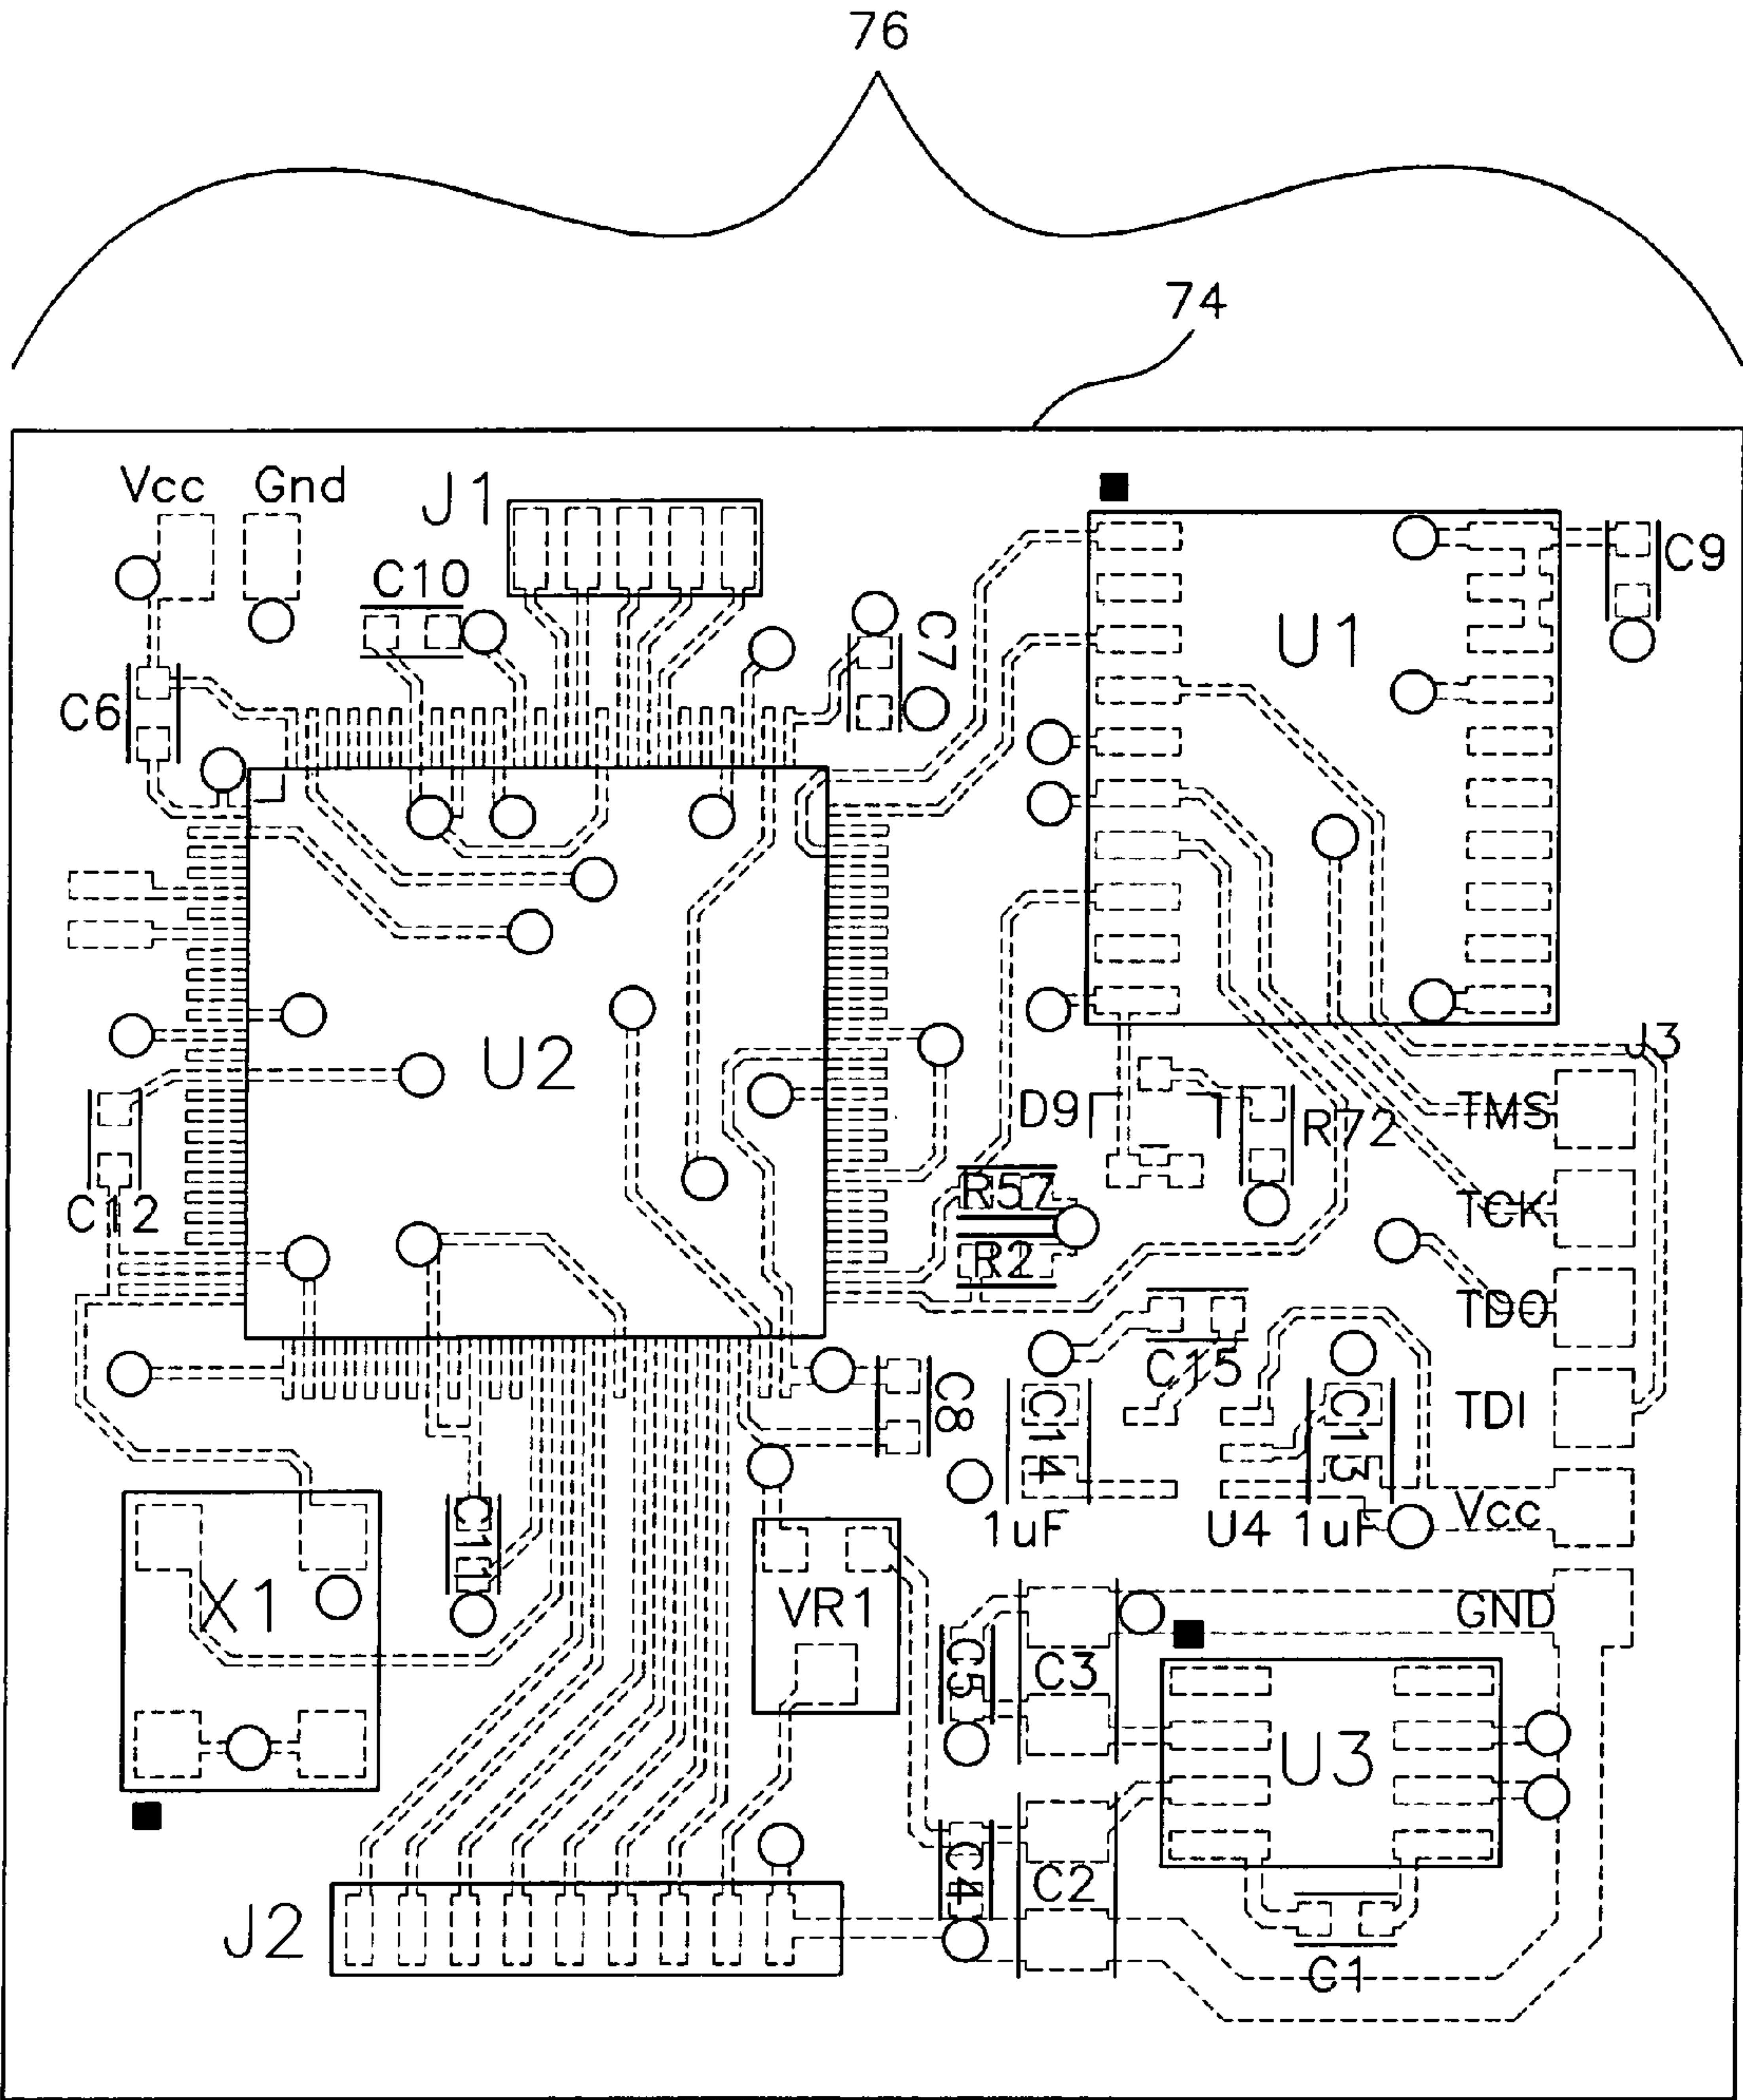 76
74
Vcc Gnd
J1
C10
C9
C7
U1
C6
U2
J3
D9
R72
TMS
C12
R57
TCK
R2
TDO
C15
C8
C14
C13
TDI
1uF
U4
1uF
Vcc
C11
X1
VR1
GND
C5
C3
U3
C4
C2
J2
C1